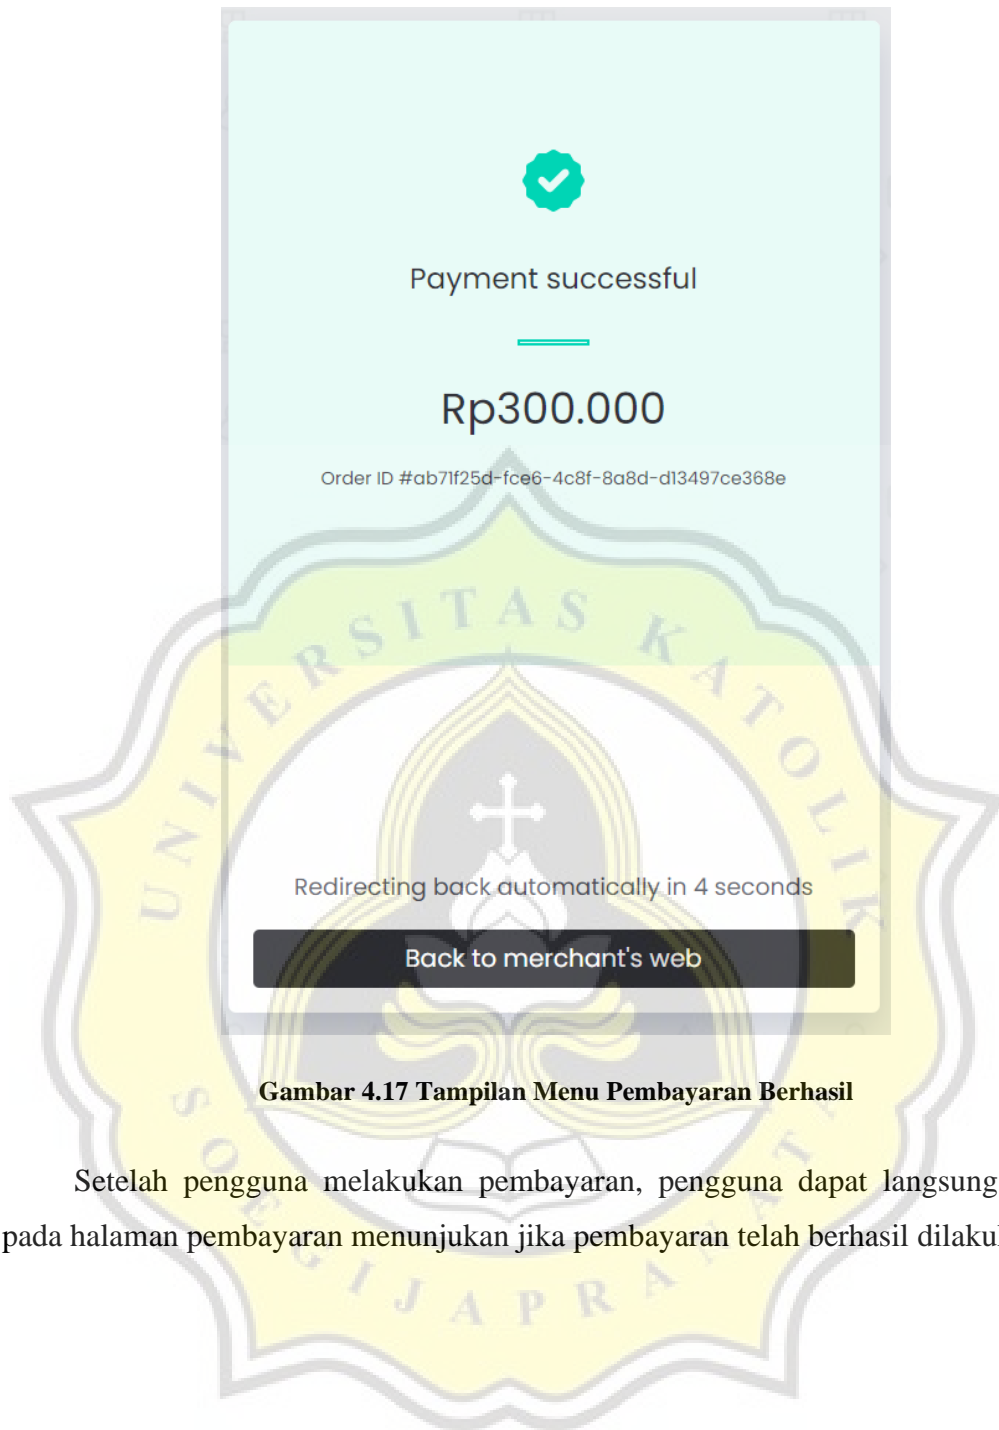 Payment successful
Rp300.000
Order ID #ab71f25d-fce6-4c8f-8a8d-d13497ce368e
Redirecting back automatically in 4 seconds
Back to merchant's web
UNIVERSITAS KATOLIK
SOEGIJAPRANATA
Gambar 4.17 Tampilan Menu Pembayaran Berhasil
Setelah pengguna melakukan pembayaran, pengguna dapat langsung
pada halaman pembayaran menunjukan jika pembayaran telah berhasil